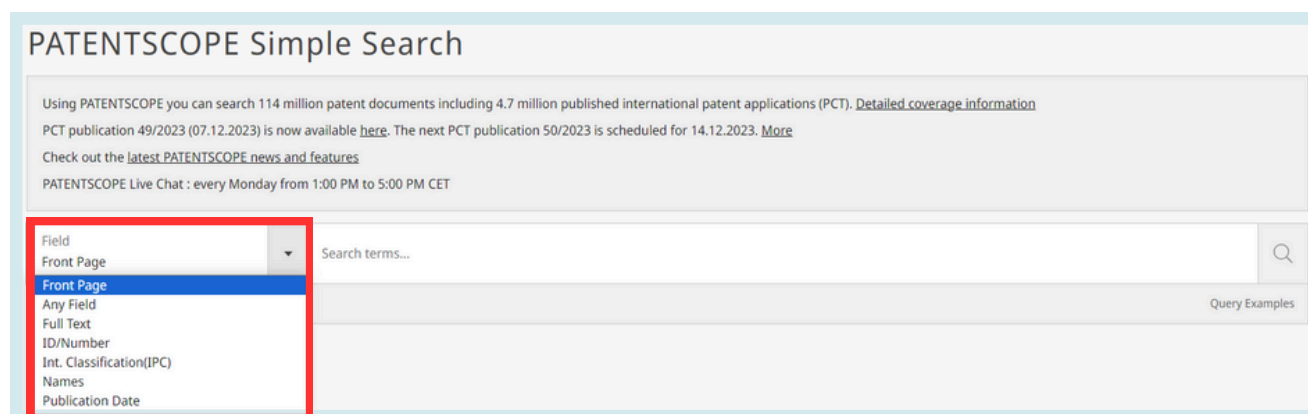 PATENTSCOPE Simple Search
Using PATENTSCOPE you can search 114 million patent documents including 4.7 million published international patent applications (PCT). Detailed coverage information
PCT publication 49/2023 (07.12.2023) is now available here. The next PCT publication 50/2023 is scheduled for 14.12.2023. More
Check out the latest PATENTSCOPE news and features
PATENTSCOPE Live Chat : every Monday from 1:00 PM to 5:00 PM CET
Field
Front Page
Search terms...
Front Page
Any Field
Full Text
ID/Number
Int. Classification(IPC)
Names
Publication Date
Query Examples